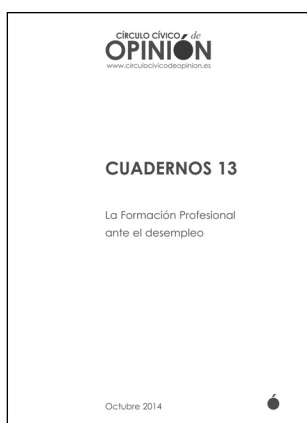 CÍRCULO CÍVICO de
OPINIÓN
www.circulocivicodeopinion.es
CUADERNOS 13
La Formación Profesional
ante el desempleo
Octubre 2014